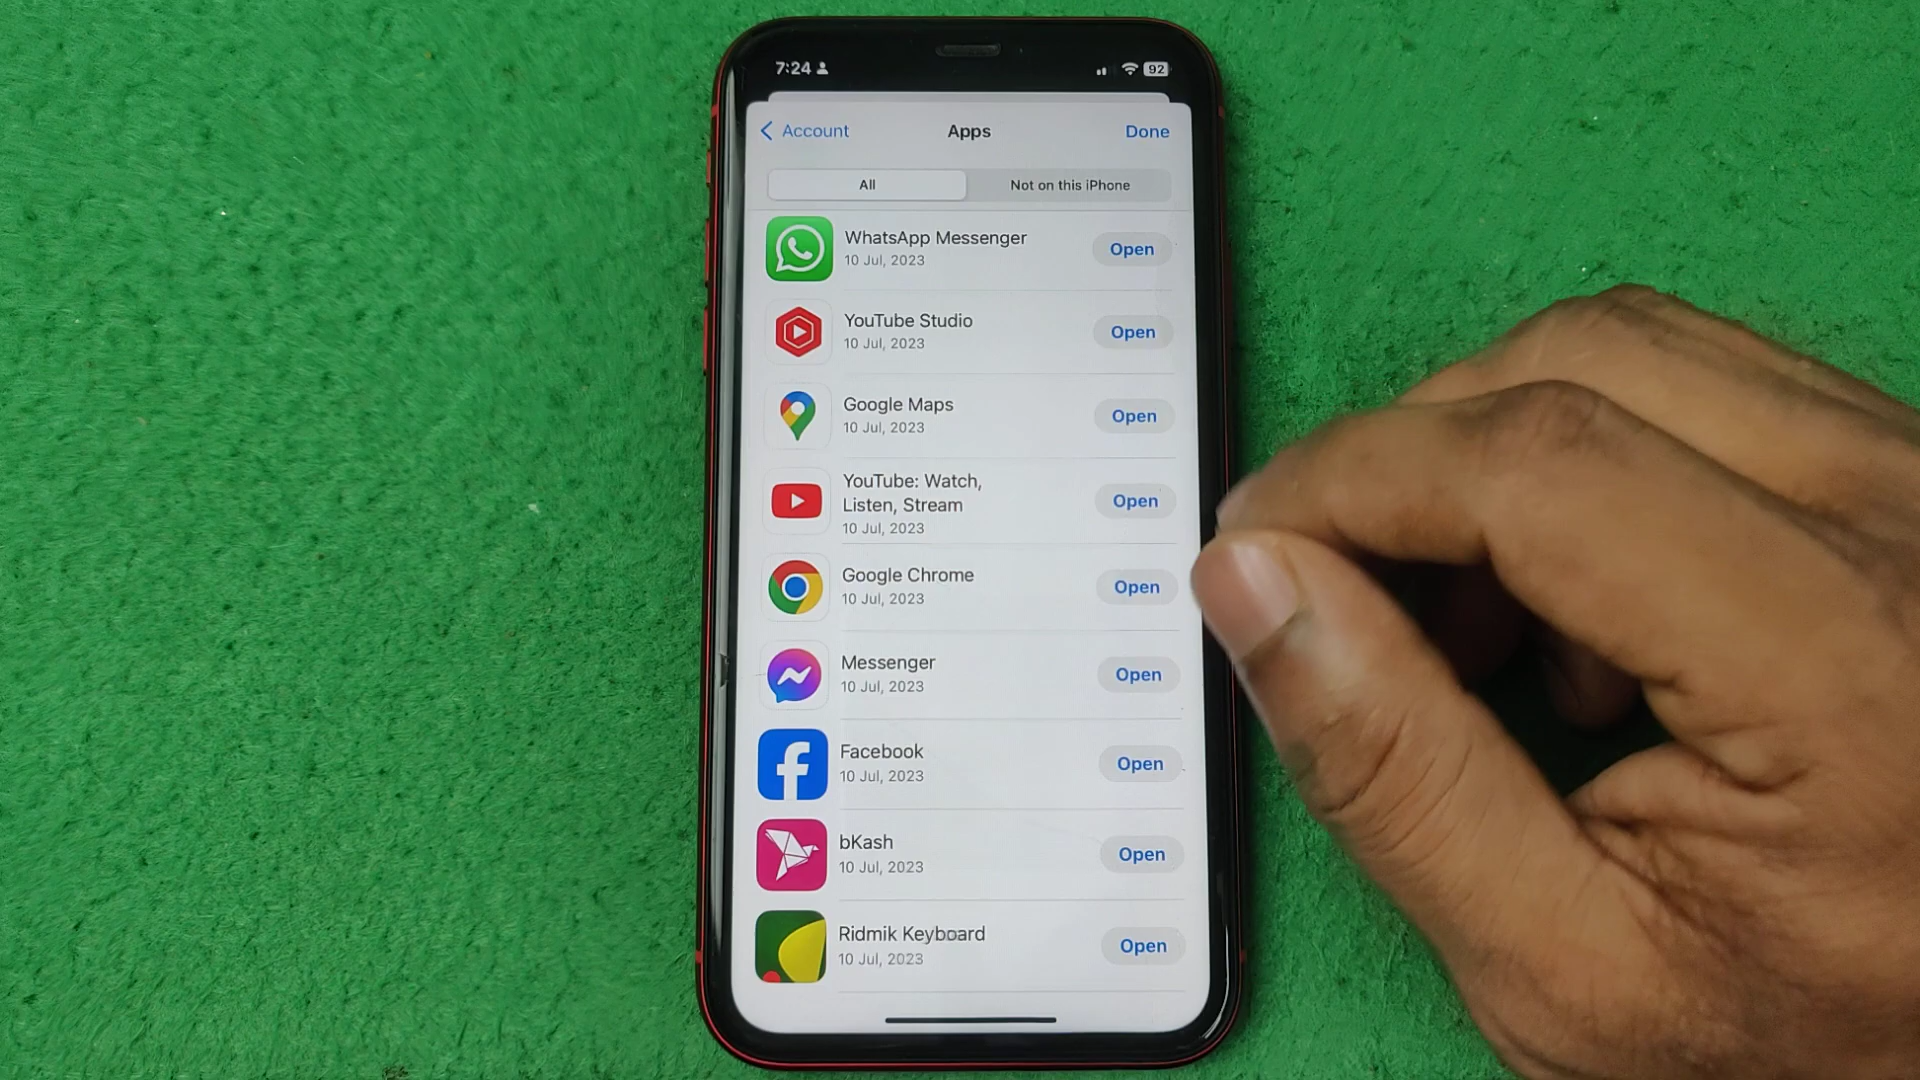 7:24
92
Account
Apps
Done
All
Not on this iPhone
WhatsApp Messenger
10 Jul, 2023
Open
YouTube Studio
10 Jul, 2023
Open
Google Maps
10 Jul, 2023
Open
YouTube: Watch,
Listen, Stream
10 Jul, 2023
Open
Google Chrome
10 Jul, 2023
Open
Messenger
10 Jul, 2023
Open
Facebook
10 Jul, 2023
Open
bKash
10 Jul, 2023
Open
Ridmik Keyboard
10 Jul, 2023
Open